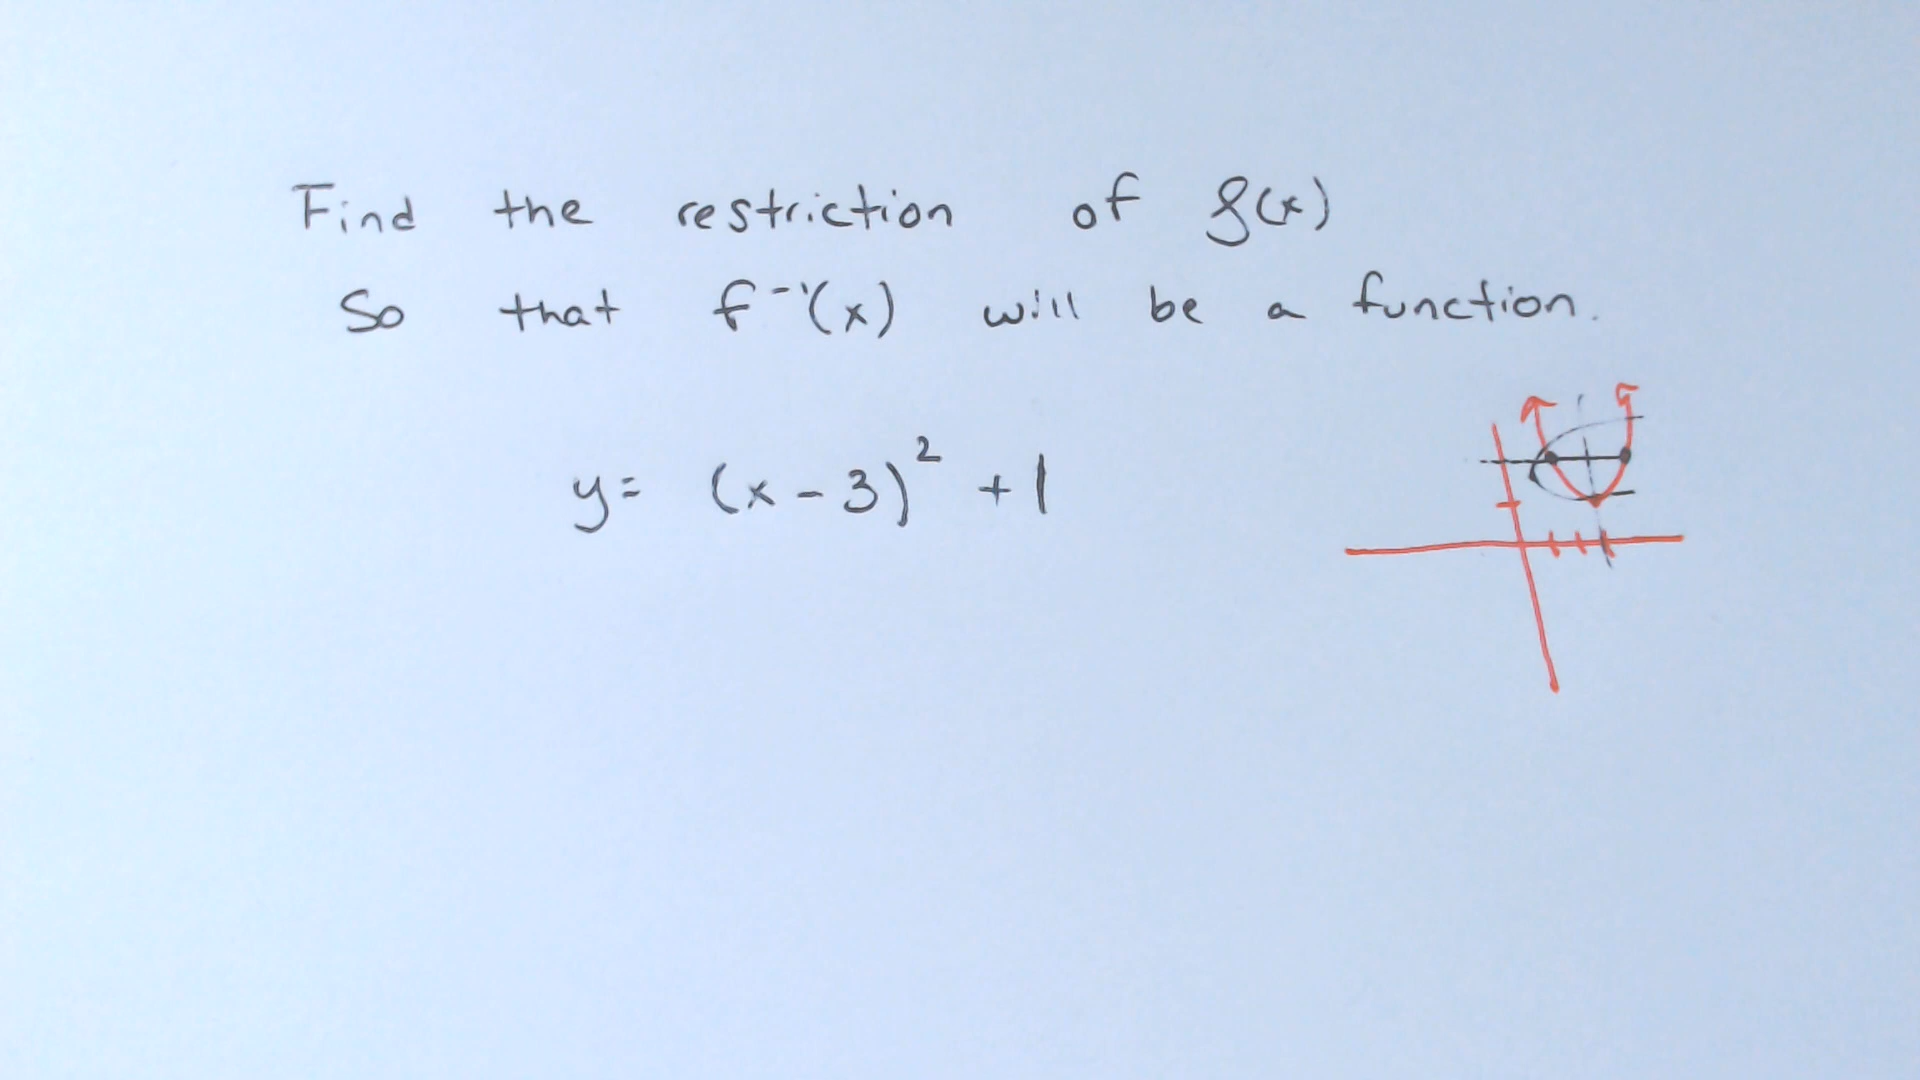 Find the restriction of f(x)
So that f⁻¹(x) will be a function.
y= (x-3)² +1